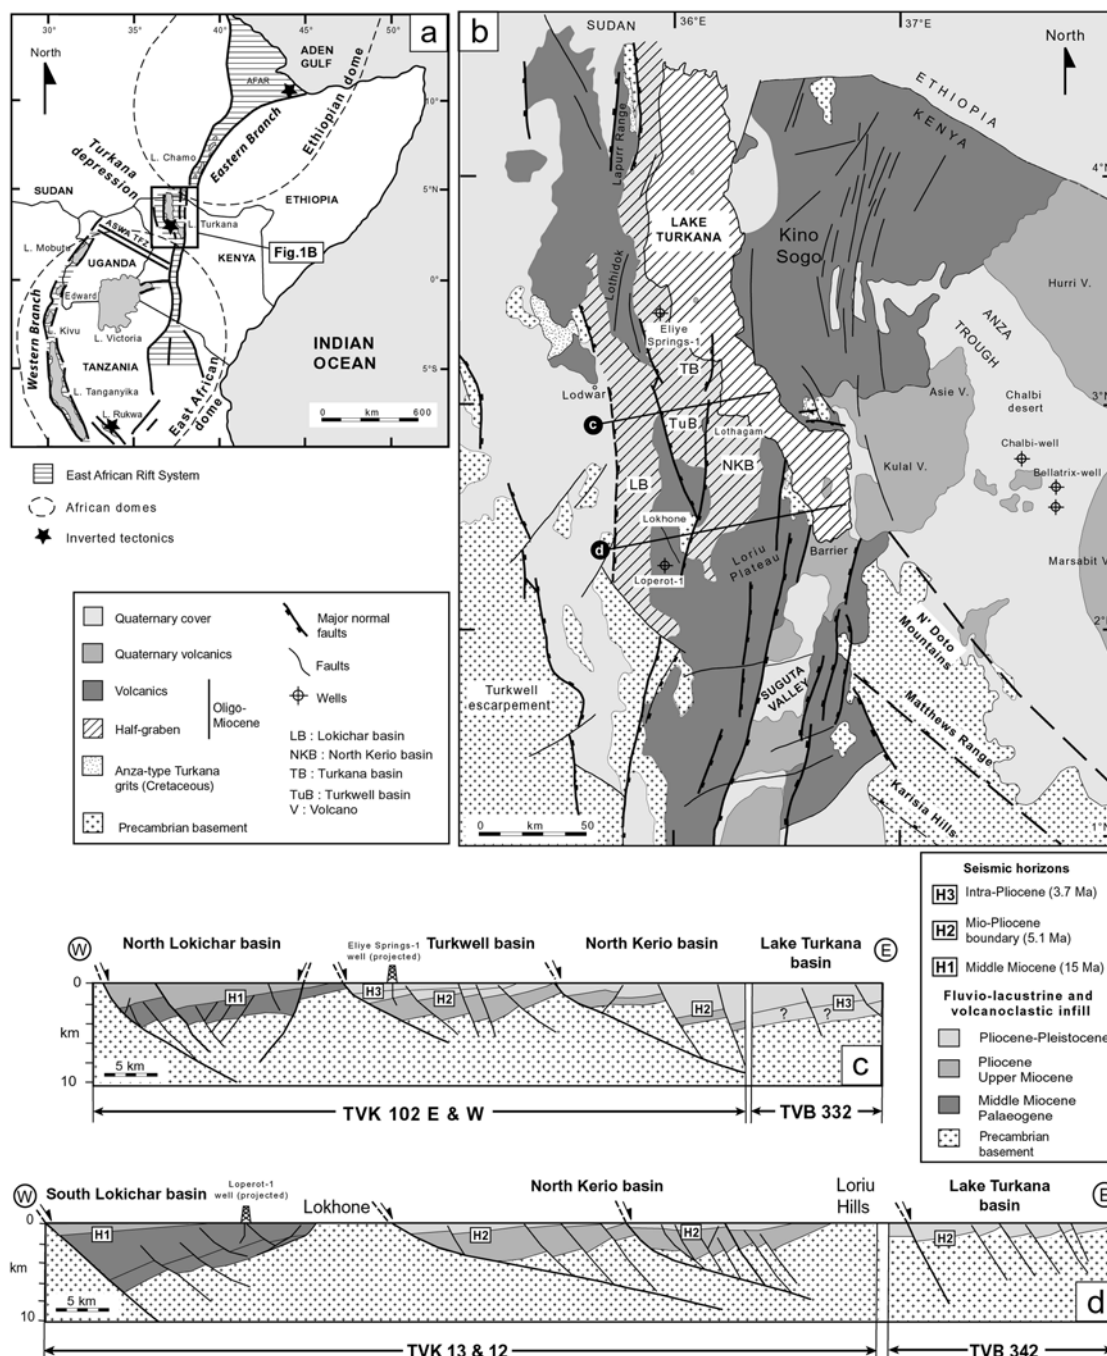 30°
35°
40°
45°
50°
a
North
ADEN
GULF
AFAR
10°
Ethiopian dome
Eastern Branch
L. Chamo
Turkana
depression
SUDAN
5°N
ETHIOPIA
L. Turkana
ASWA TFZ
L. Mobutu
Fig.1B
UGANDA
KENYA
0°
Edward
Western Branch
L. Kivu
L. Victoria
INDIAN
OCEAN
TANZANIA
5°S
L. Tanganyika
East African
dome
L. Rukwa
0 km 600
East African Rift System
African domes
Inverted tectonics
Quaternary cover
Quaternary volcanics
Volcanics
Half-graben
Oligo-
Miocene
Anza-type Turkana
grits (Cretaceous)
Precambrian basement
Major normal
faults
Faults
Wells
LB : Lokichar basin
NKB : North Kerio basin
TB : Turkana basin
TuB : Turkwell basin
V : Volcano
b
SUDAN
36°E
37°E
North
ETHIOPIA
KENYA
Lapurr Range
4°N
LAKE
TURKANA
Kino
Sogo
Lothidok
Hurri V.
Eliye
Springs-1
ANZA
TROUGH
TB
Lodwar
Asie V.
Chalbi
desert
3°N
c
TuB
Lothagam
Chalbi-well
NKB
Kulal V.
Bellatrix-well
LB
Lokhone
d
Loriu
Plateau
Barrier
Marsabit V
Loperot-1
2°N
N' Doto
Mountains
SUGUTA
VALLEY
Turkwell
escarpment
Matthews Range
Karisia Hills
0 km 50
1°N
Seismic horizons
H3 Intra-Pliocene (3.7 Ma)
H2 Mio-Pliocene
boundary (5.1 Ma)
H1 Middle Miocene (15 Ma)
Fluvio-lacustrine and
volcanoclastic infill
Pliocene-Pleistocene
Pliocene
Upper Miocene
Middle Miocene
Palaeogene
Precambrian
basement
W
North Lokichar basin
Eliye Springs-1
well (projected)
Turkwell basin
North Kerio basin
Lake Turkana
basin
E
0
H1
H3
H2
H2
H3
? ?
km
5 km
10
c
TVK 102 E & W
TVB 332
W
South Lokichar basin
Loperot-1
well (projected)
Lokhone
North Kerio basin
Loriu
Hills
Lake Turkana
basin
E
0
H1
H2
H2
H2
km
5 km
10
d
TVK 13 & 12
TVB 342